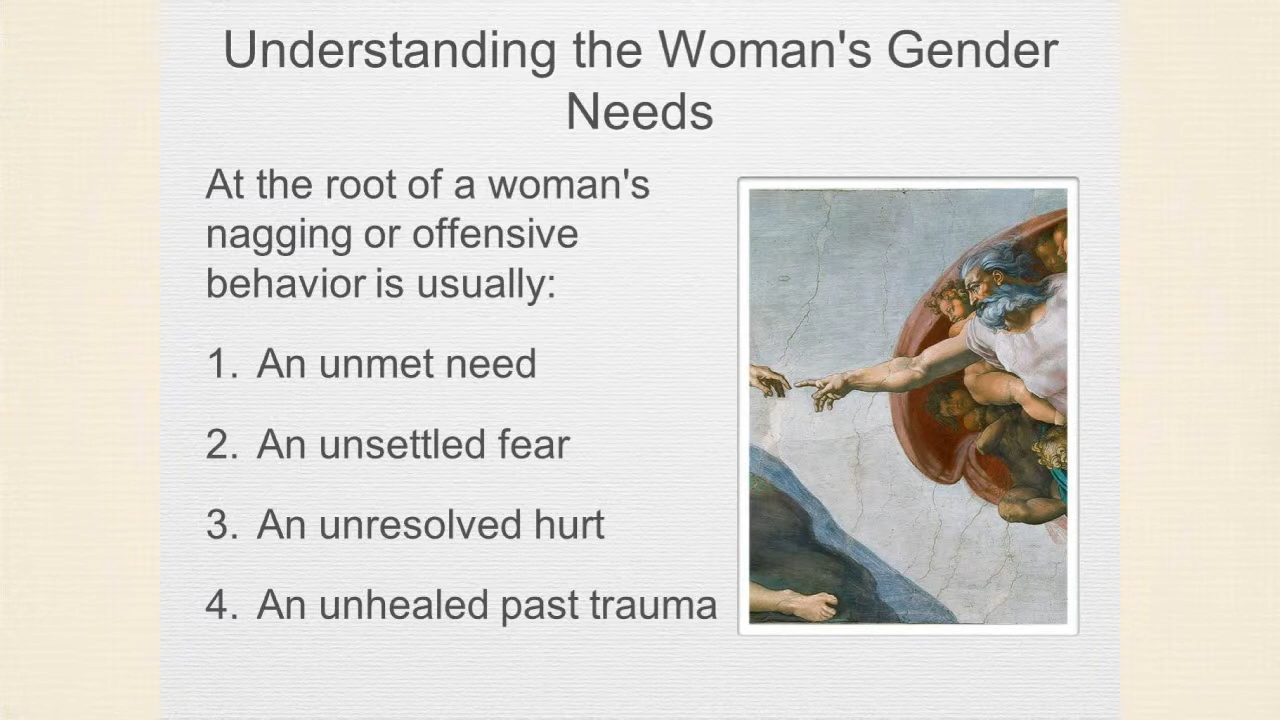 Understanding the Woman's Gender
Needs
At the root of a woman's
nagging or offensive
behavior is usually:
1. An unmet need
2. An unsettled fear
3. An unresolved hurt
4. An unhealed past trauma